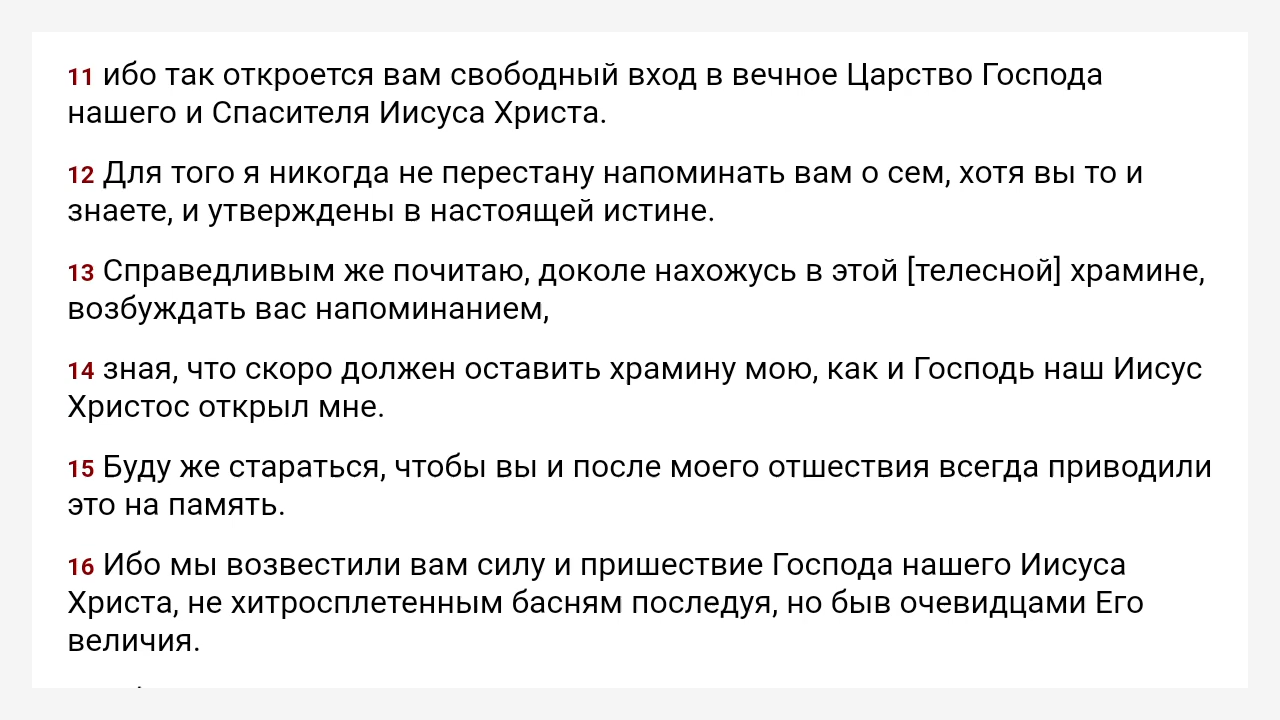 11 ибо так откроется вам свободный вход в вечное Царство Господа
нашего и Спасителя Иисуса Христа.
12 Для того я никогда не перестану напоминать вам о сем, хотя вы то и
знаете, и утверждены в настоящей истине.
13 Справедливым же почитаю, доколе нахожусь в этой [телесной] храмине,
возбуждать вас напоминанием,
14 зная, что скоро должен оставить храмину мою, как и Господь наш Иисус
Христос открыл мне.
15 Буду же стараться, чтобы вы и после моего отшествия всегда приводили
это на память.
16 Ибо мы возвестили вам силу и пришествие Господа нашего Иисуса
Христа, не хитросплетенным басням последуя, но быв очевидцами Его
величия.